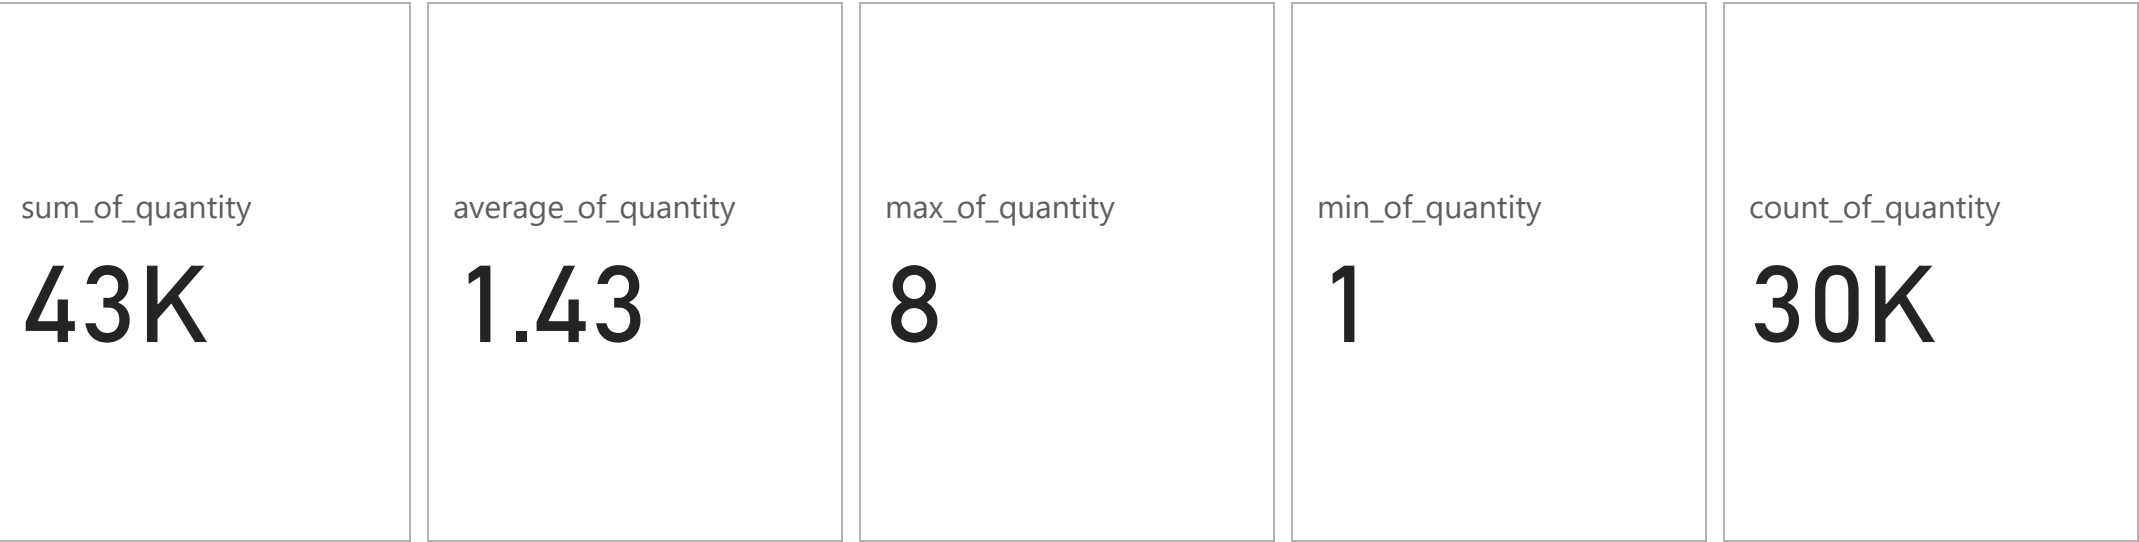 sum_of_quantity
43K
average_of_quantity
1.43
max_of_quantity
8
min_of_quantity
1
count_of_quantity
30K